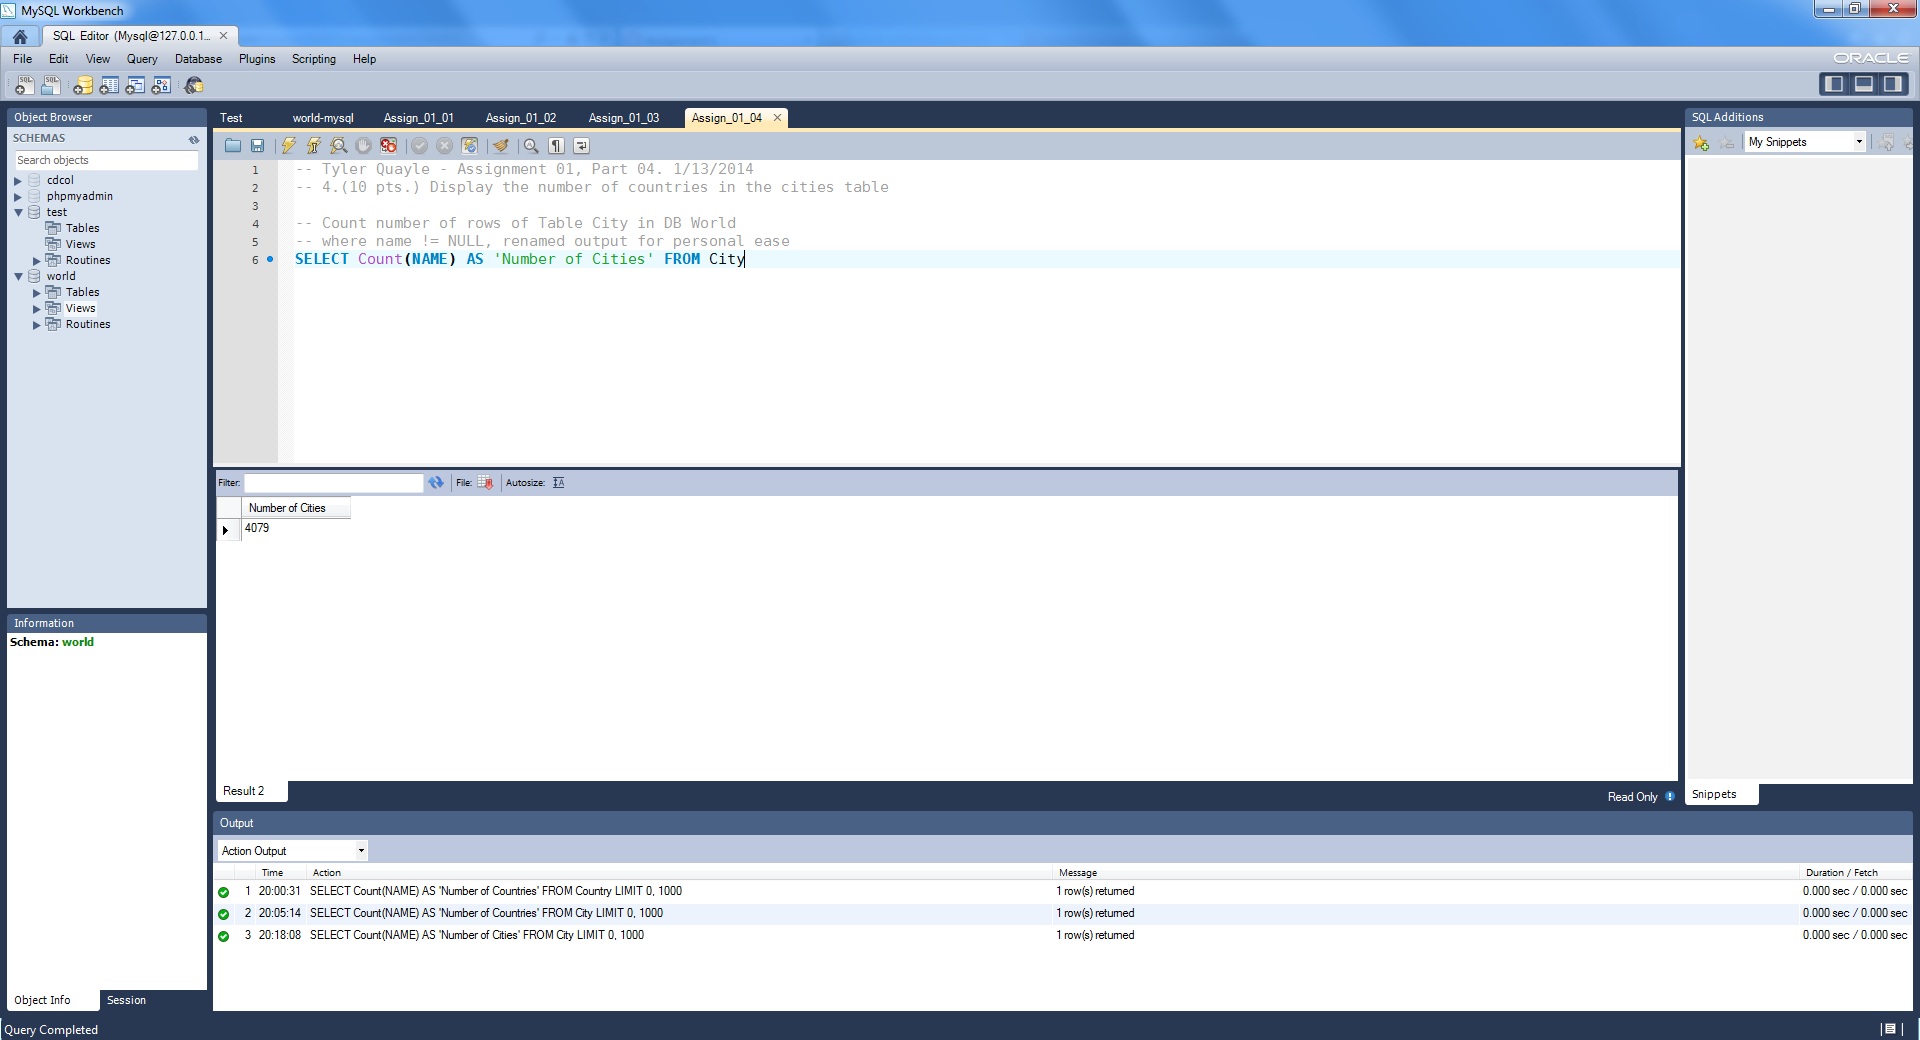 MySQL Workbench
SQL Editor (Mysql@127.0.0.1...
File Edit View Query Database Plugins Scripting Help
ORACLE
Object Browser
SCHEMAS
Search objects
cdcol
phpmyadmin
test
Tables
Views
Routines
world
Tables
Views
Routines
Information
Schema: world
Object Info Session
Test world-mysql Assign_01_01 Assign_01_02 Assign_01_03 Assign_01_04
1 -- Tyler Quayle - Assignment 01, Part 04. 1/13/2014
2 -- 4.(10 pts.) Display the number of countries in the cities table
3
4 -- Count number of rows of Table City in DB World
5 -- where name != NULL, renamed output for personal ease
6 SELECT Count(NAME) AS 'Number of Cities' FROM City
Filter: File: Autosize:
Number of Cities
4079
Result 2
Read Only
SQL Additions
My Snippets
Snippets
Output
Action Output
Time Action Message Duration / Fetch
1 20:00:31 SELECT Count(NAME) AS 'Number of Countries' FROM Country LIMIT 0, 1000 1 row(s) returned 0.000 sec / 0.000 sec
2 20:05:14 SELECT Count(NAME) AS 'Number of Countries' FROM City LIMIT 0, 1000 1 row(s) returned 0.000 sec / 0.000 sec
3 20:18:08 SELECT Count(NAME) AS 'Number of Cities' FROM City LIMIT 0, 1000 1 row(s) returned 0.000 sec / 0.000 sec
Query Completed